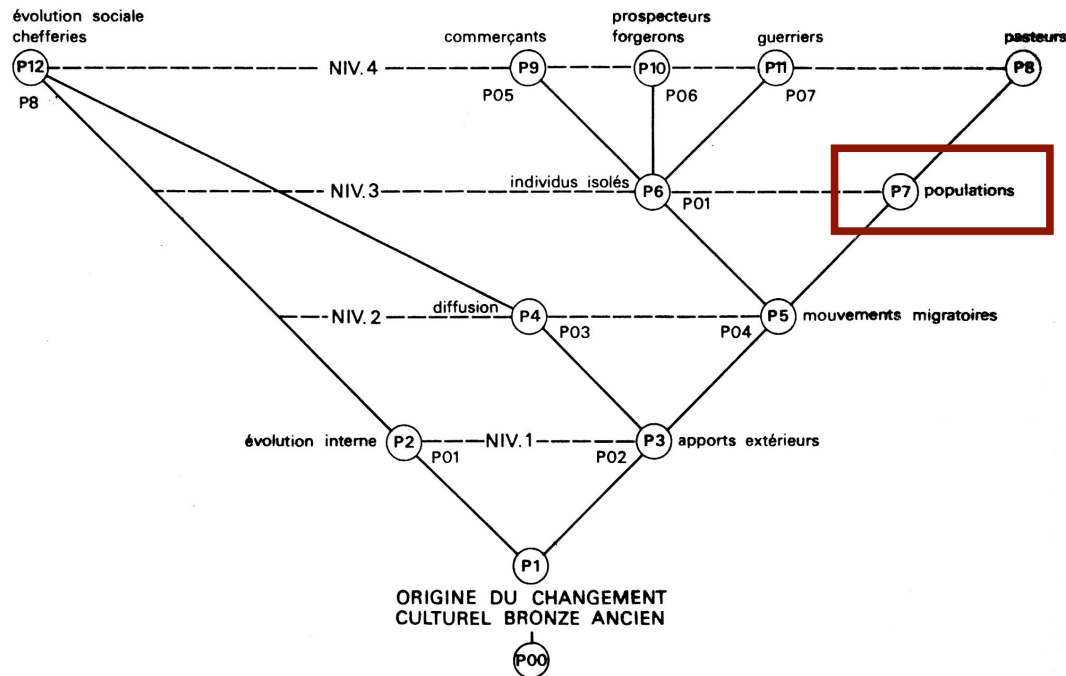 évolution sociale
chefferies
commerçants
prospecteurs
forgerons
guerriers
pasteurs
P12
NIV.4
P9
P10
P11
P8
P8
P05
P06
P07
NIV.3
individus isolés
P6
P01
P7
populations
NIV.2
diffusion
P4
P03
P04
P5
mouvements migratoires
évolution interne
P2
P01
NIV.1
P02
P3
apports extérieurs
P1
ORIGINE DU CHANGEMENT
CULTUREL BRONZE ANCIEN
P00